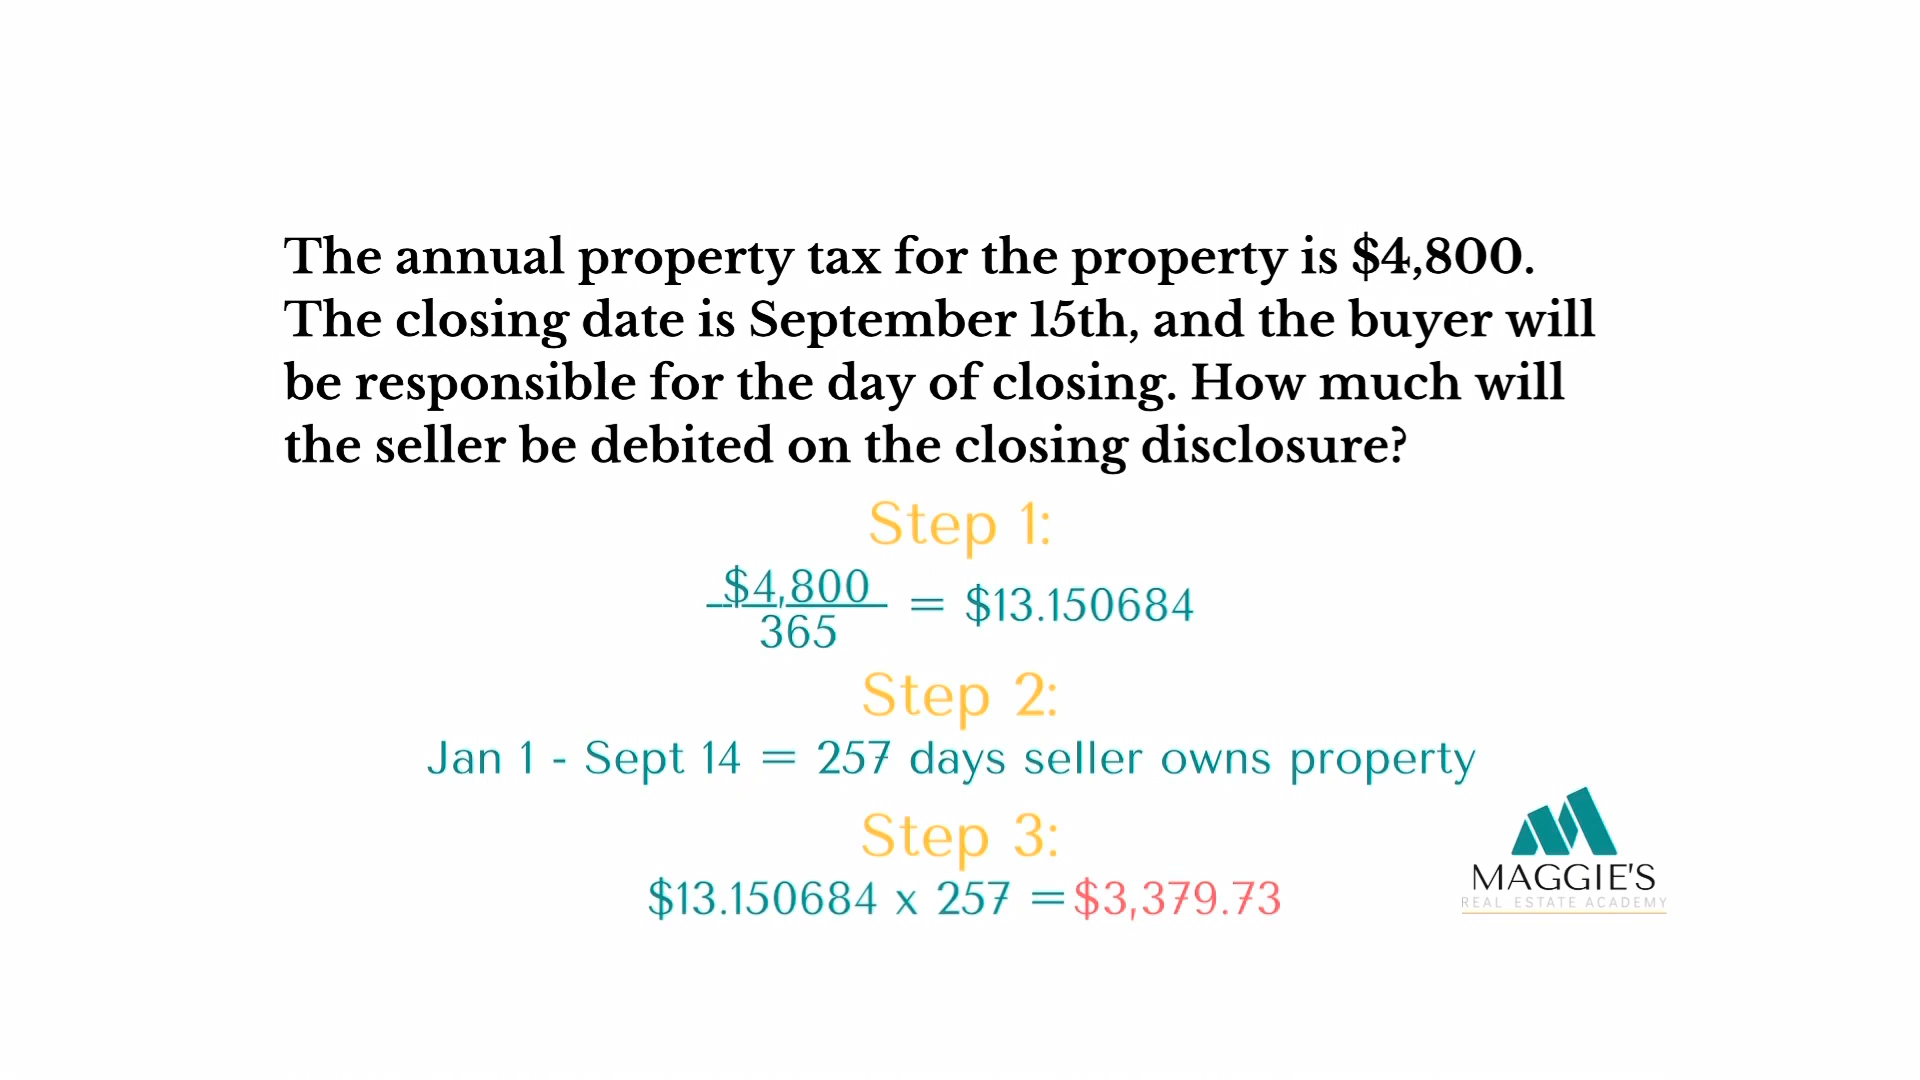 The annual property tax for the property is $4,800.
The closing date is September 15th, and the buyer will
be responsible for the day of closing. How much will
the seller be debited on the closing disclosure?
Step 1:
$4,800
365
= $13.150684
Step 2:
Jan 1 - Sept 14 = 257 days seller owns property
Step 3:
$13.150684 x 257 = $3,379.73
MAGGIE'S
REAL ESTATE ACADEMY